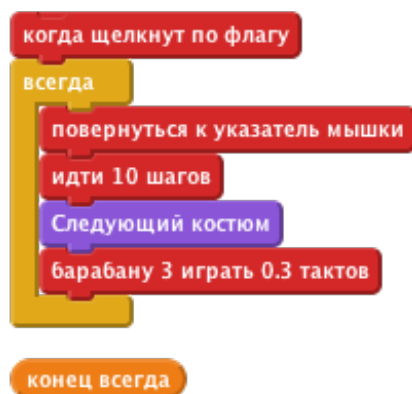 когда щелкнут по флагу
всегда
повернуться к указатель мышки
идти 10 шагов
Следующий костюм
барабану 3 играть 0.3 тактов
конец всегда